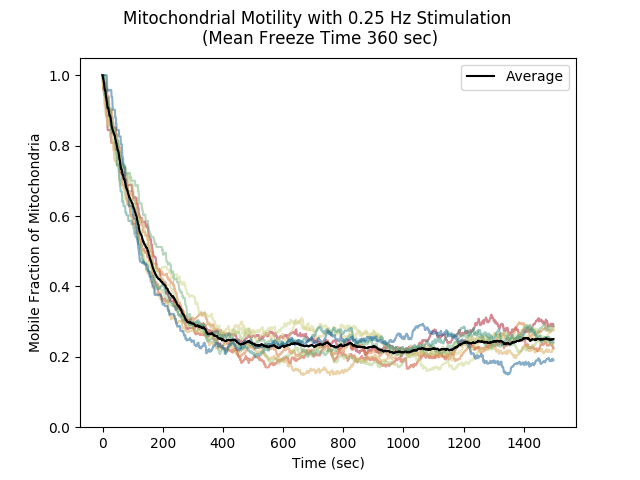 Mitochondrial Motility with 0.25 Hz Stimulation
(Mean Freeze Time 360 sec)
Average
Mobile Fraction of Mitochondria
1.0
0.8
0.6
0.4
0.2
0.0
0 200 400 600 800 1000 1200 1400
Time (sec)